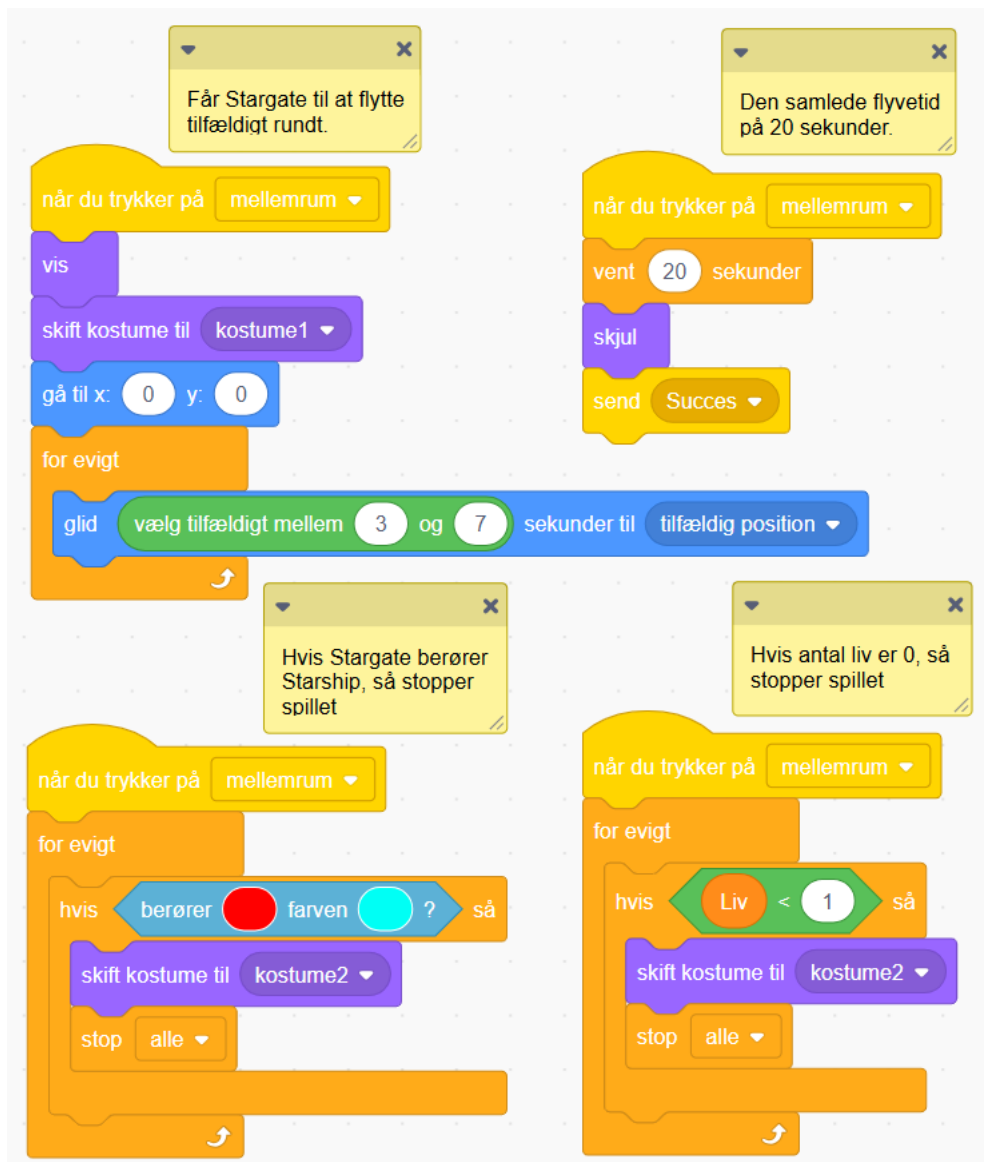 Får Stargate til at flytte
tilfældigt rundt.
når du trykker på mellemrum
vis
skift kostume til kostume1
gå til x: 0 y: 0
for evigt
glid vælg tilfældigt mellem 3 og 7 sekunder til tilfældig position
Den samlede flyvetid
på 20 sekunder.
når du trykker på mellemrum
vent 20 sekunder
skjul
send Succes
Hvis Stargate berører
Starship, så stopper
spillet
når du trykker på mellemrum
for evigt
hvis berører farven ? så
skift kostume til kostume2
stop alle
Hvis antal liv er 0, så
stopper spillet
når du trykker på mellemrum
for evigt
hvis Liv < 1 så
skift kostume til kostume2
stop alle